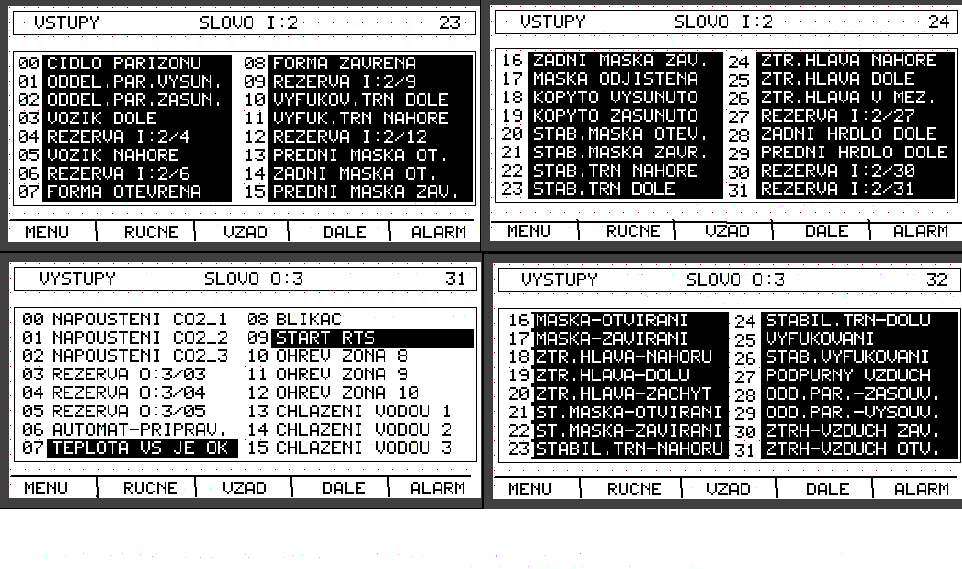 VSTUPY SLOVO I:2 23
00 CIDLO PARIZONU 08 FORMA ZAVRENA
01 ODDEL.PAR.VYSUN. 09 REZERVA I:2/9
02 ODDEL.PAR.ZASUN. 10 VYFUKOV.TRN DOLE
03 VOZIK DOLE 11 VYFUK.TRN NAHORE
04 REZERVA I:2/4 12 REZERVA I:2/12
05 VOZIK NAHORE 13 PREDNI MASKA OT.
06 REZERVA I:2/6 14 ZADNI MASKA OT.
07 FORMA OTEVRENA 15 PREDNI MASKA ZAV.
MENU RUCNE VZAD DALE ALARM
VSTUPY SLOVO I:2 24
16 ZADNI MASKA ZAV. 24 ZTR.HLAVA NAHORE
17 MASKA ODJISTENA 25 ZTR.HLAVA DOLE
18 KOPYTO VYSUNUTO 26 ZTR.HLAVA V MEZ.
19 KOPYTO ZASUNUTO 27 REZERVA I:2/27
20 STAB.MASKA OTEV. 28 ZADNI HRDLO DOLE
21 STAB.MASKA ZAVR. 29 PREDNI HRDLO DOLE
22 STAB.TRN NAHORE 30 REZERVA I:2/30
23 STAB.TRN DOLE 31 REZERVA I:2/31
MENU RUCNE VZAD DALE ALARM
VYSTUPY SLOVO O:3 31
00 NAPOUSTENI CO2_1 08 BLIKAC
01 NAPOUSTENI CO2_2 09 START RTS
02 NAPOUSTENI CO2_3 10 OHREV ZONA 8
03 REZERVA O:3/03 11 OHREV ZONA 9
04 REZERVA O:3/04 12 OHREV ZONA 10
05 REZERVA O:3/05 13 CHLAZENI VODOU 1
06 AUTOMAT-PRIPRAV. 14 CHLAZENI VODOU 2
07 TEPLOTA VS JE OK 15 CHLAZENI VODOU 3
MENU RUCNE VZAD DALE ALARM
VYSTUPY SLOVO O:3 32
16 MASKA-OTVIRANI 24 STABIL.TRN-DOLU
17 MASKA-ZAVIRANI 25 VYFUKOVANI
18 ZTR.HLAVA-NAHORU 26 STAB.VYFUKOVANI
19 ZTR.HLAVA-DOLU 27 PODPURNY VZDUCH
20 ZTR.HLAVA-ZACHYT 28 ODD.PAR.-ZASOUV.
21 ST.MASKA-OTVIRANI 29 ODD.PAR.-VYSOUV.
22 ST.MASKA-ZAVIRANI 30 ZTRH-VZDUCH ZAV.
23 STABIL.TRN-NAHORU 31 ZTRH-VZDUCH OTV.
MENU RUCNE VZAD DALE ALARM